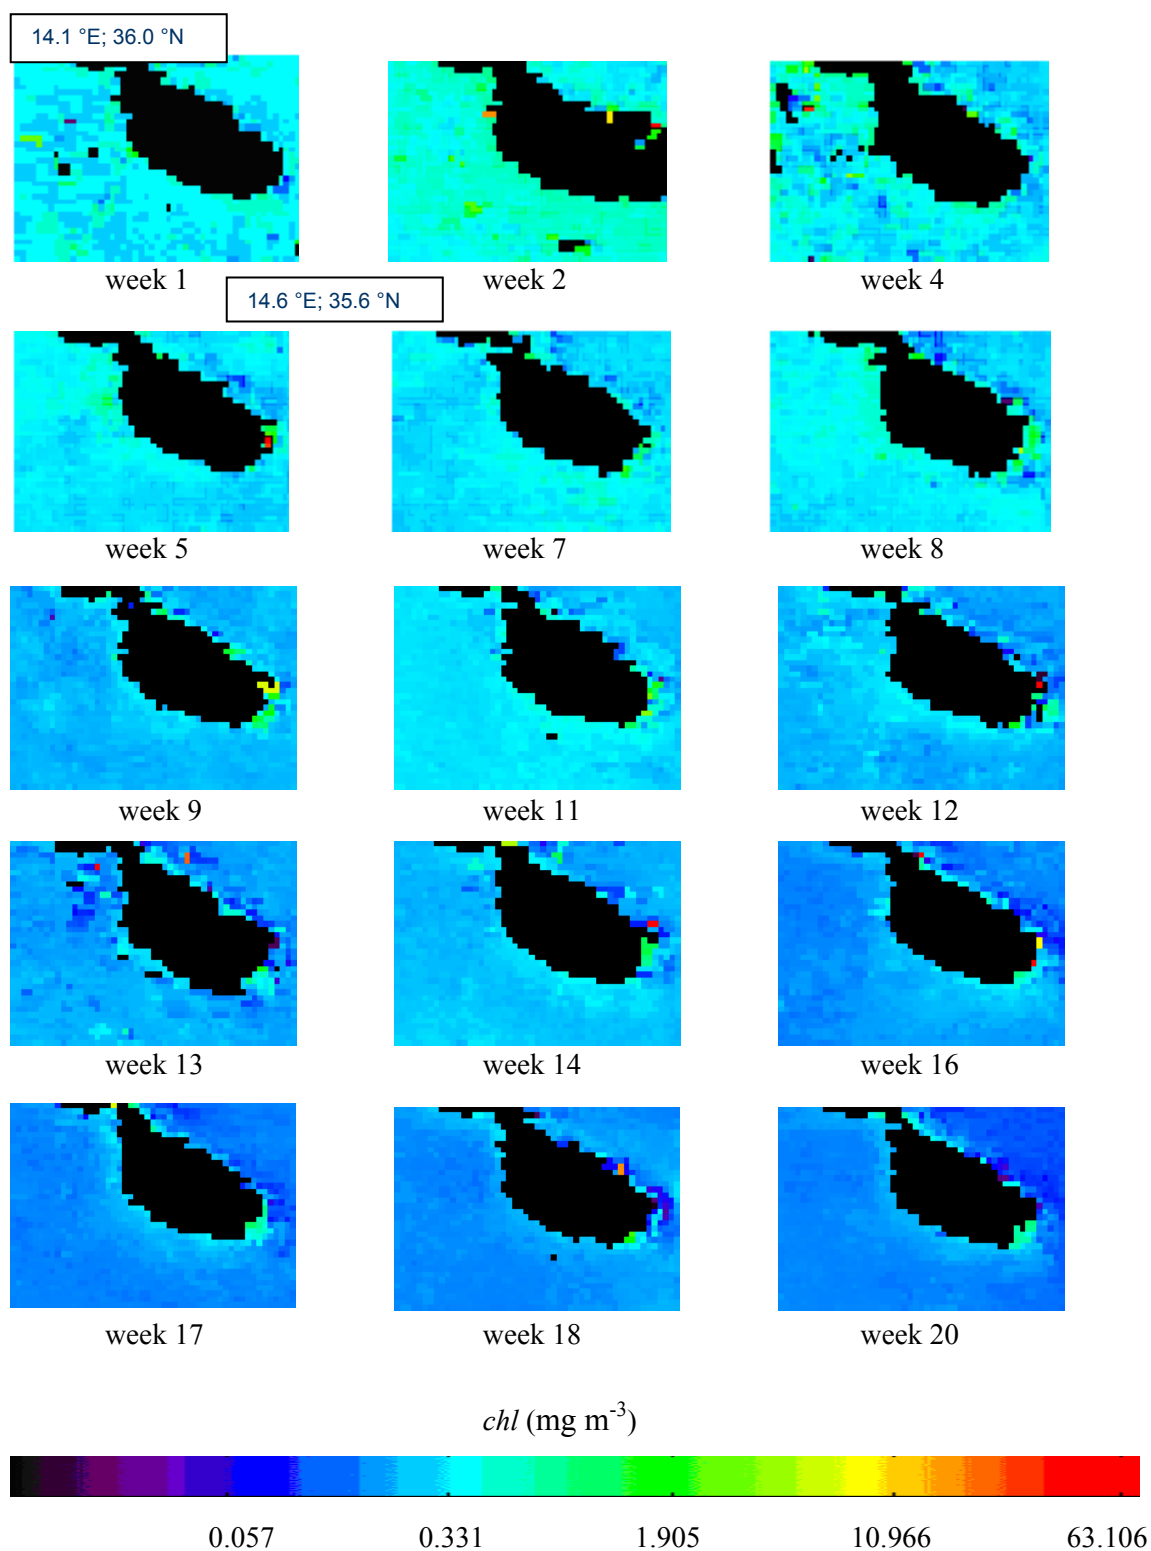 14.1 °E; 36.0 °N
week 1 week 2 week 4
14.6 °E; 35.6 °N
week 5 week 7 week 8
week 9 week 11 week 12
week 13 week 14 week 16
week 17 week 18 week 20
chl (mg m⁻³)
0.057 0.331 1.905 10.966 63.106